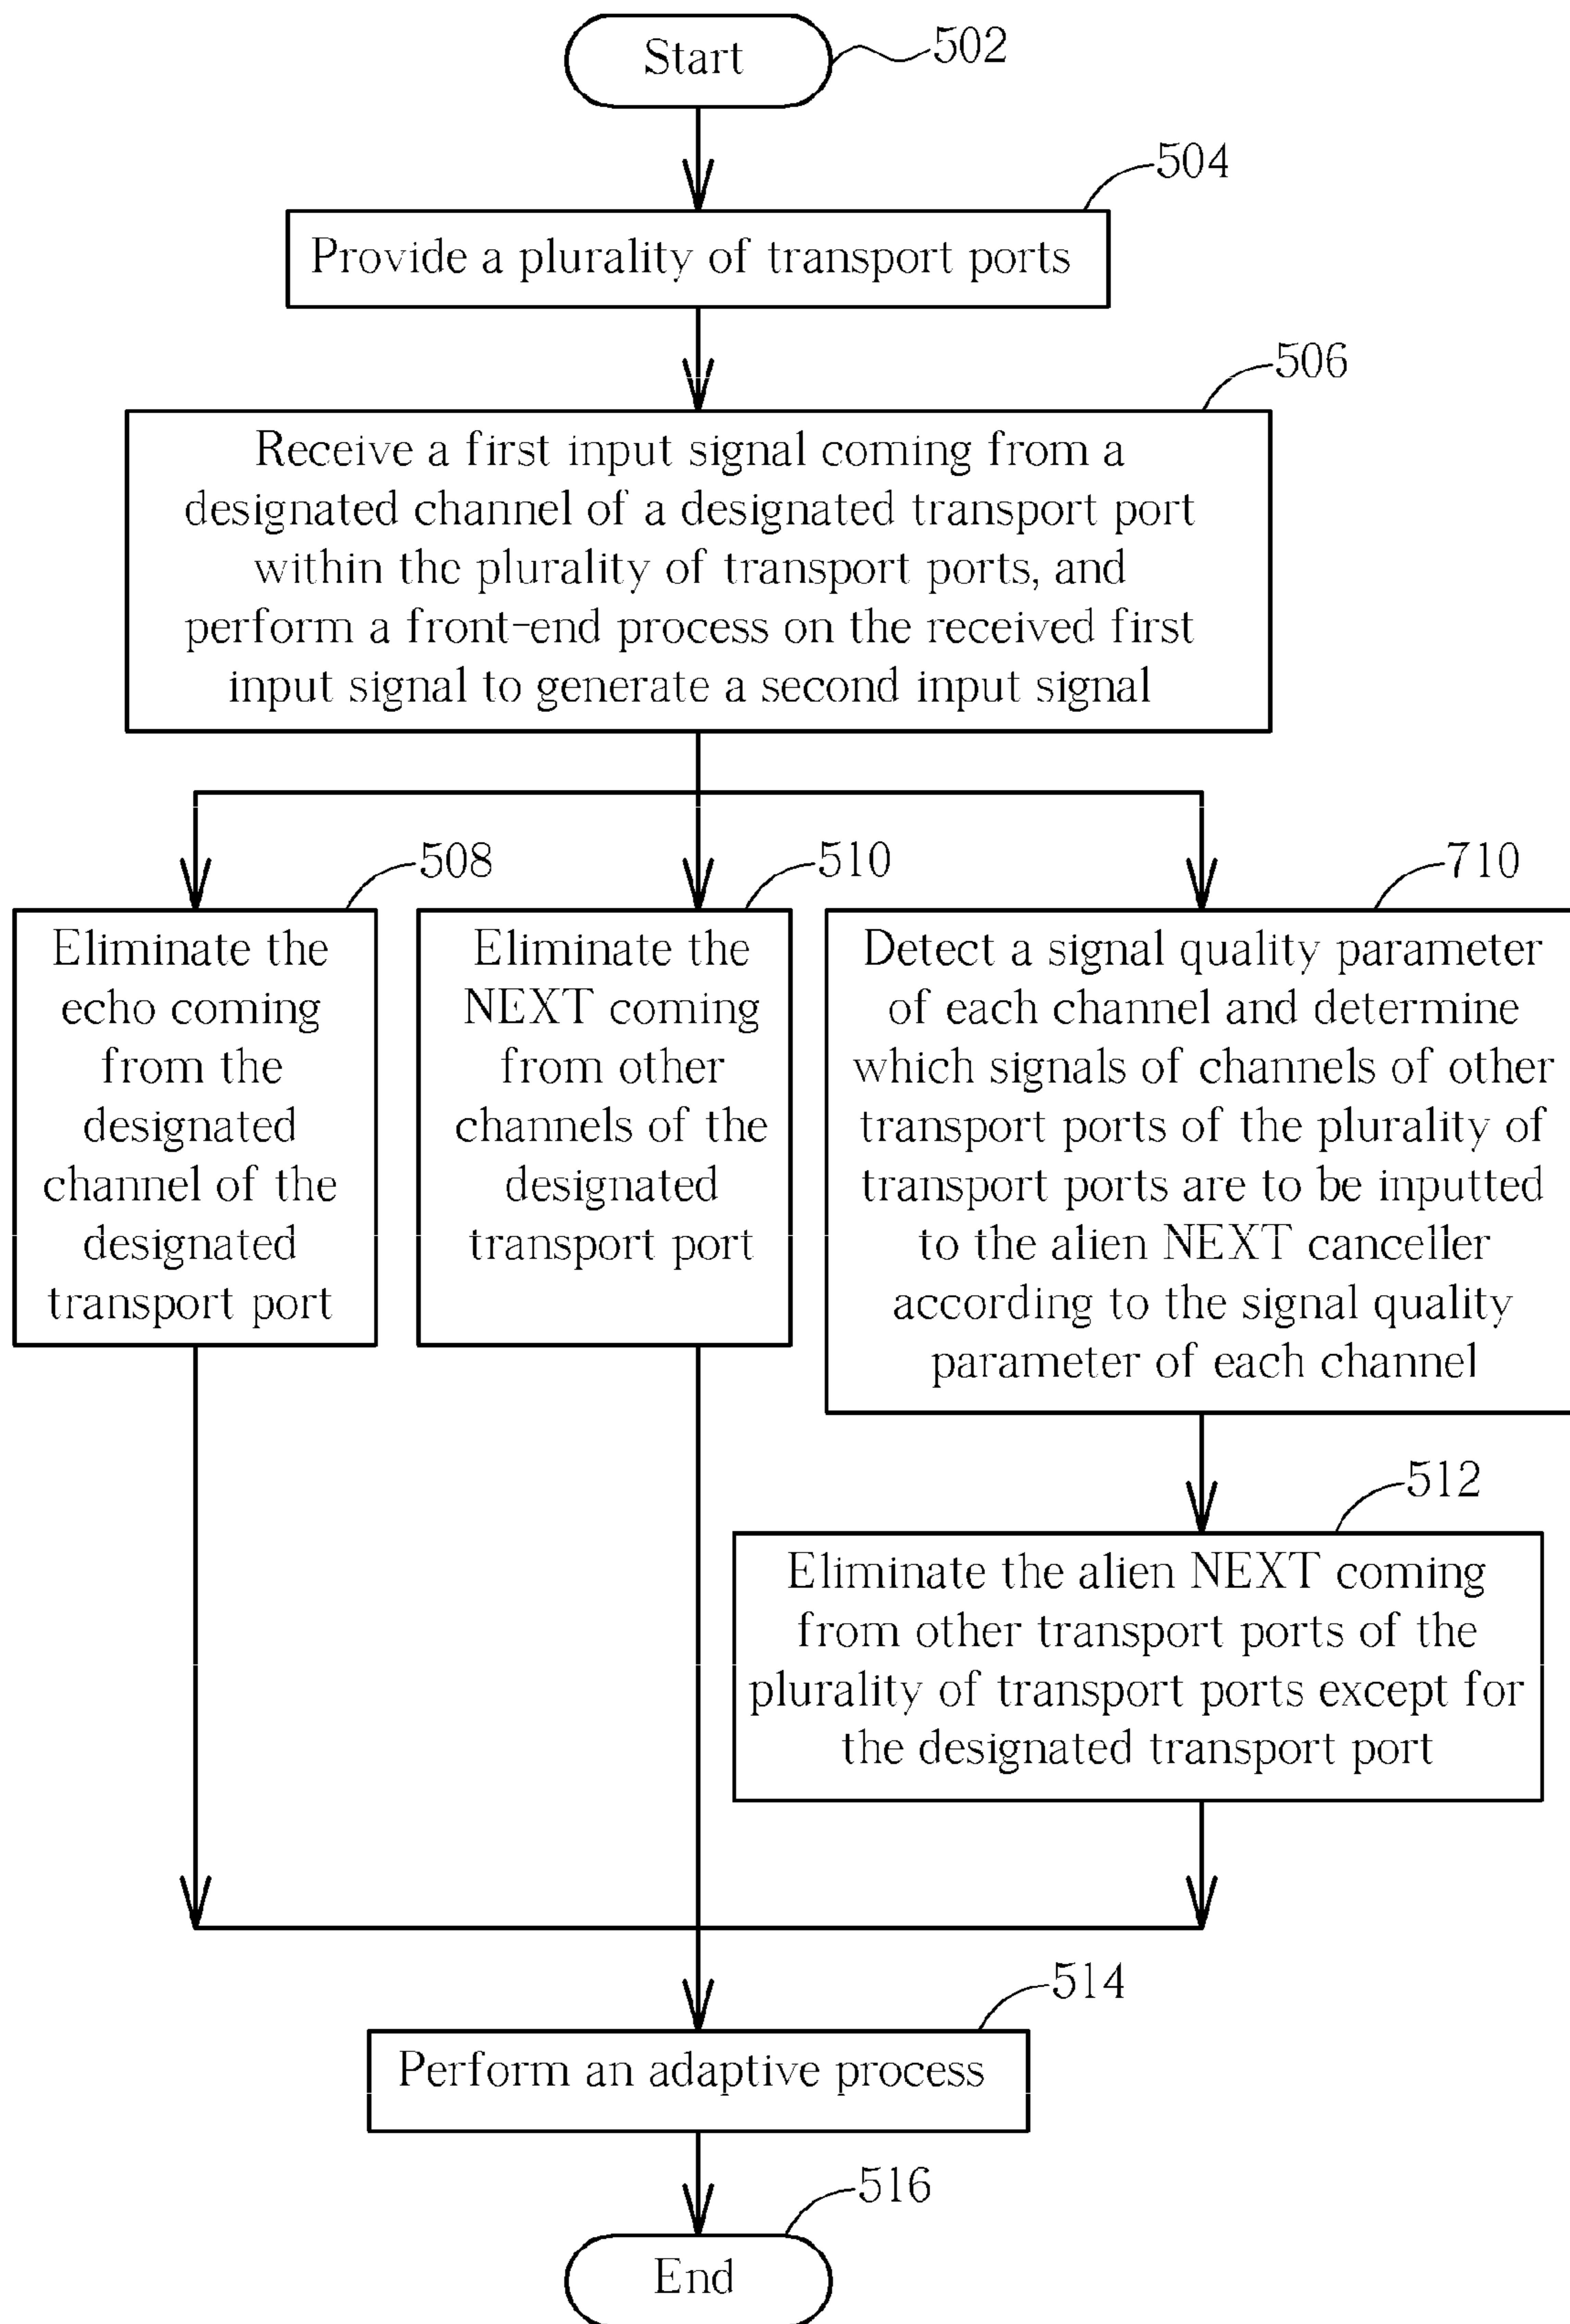 Start
502
504
Provide a plurality of transport ports
506
Receive a first input signal coming from a
designated channel of a designated transport port
within the plurality of transport ports, and
perform a front-end process on the received first
input signal to generate a second input signal
508
Eliminate the
echo coming
from the
designated
channel of the
designated
transport port
510
Eliminate the
NEXT coming
from other
channels of the
designated
transport port
710
Detect a signal quality parameter
of each channel and determine
which signals of channels of other
transport ports of the plurality of
transport ports are to be inputted
to the alien NEXT canceller
according to the signal quality
parameter of each channel
512
Eliminate the alien NEXT coming
from other transport ports of the
plurality of transport ports except for
the designated transport port
514
Perform an adaptive process
516
End